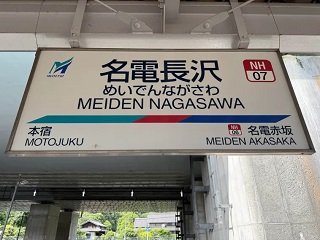 名電長沢
めいでんながさわ
MEIDEN NAGASAWA
NH
07
本宿
MOTOJUKU
NH
06
名電赤坂
MEIDEN AKASAKA